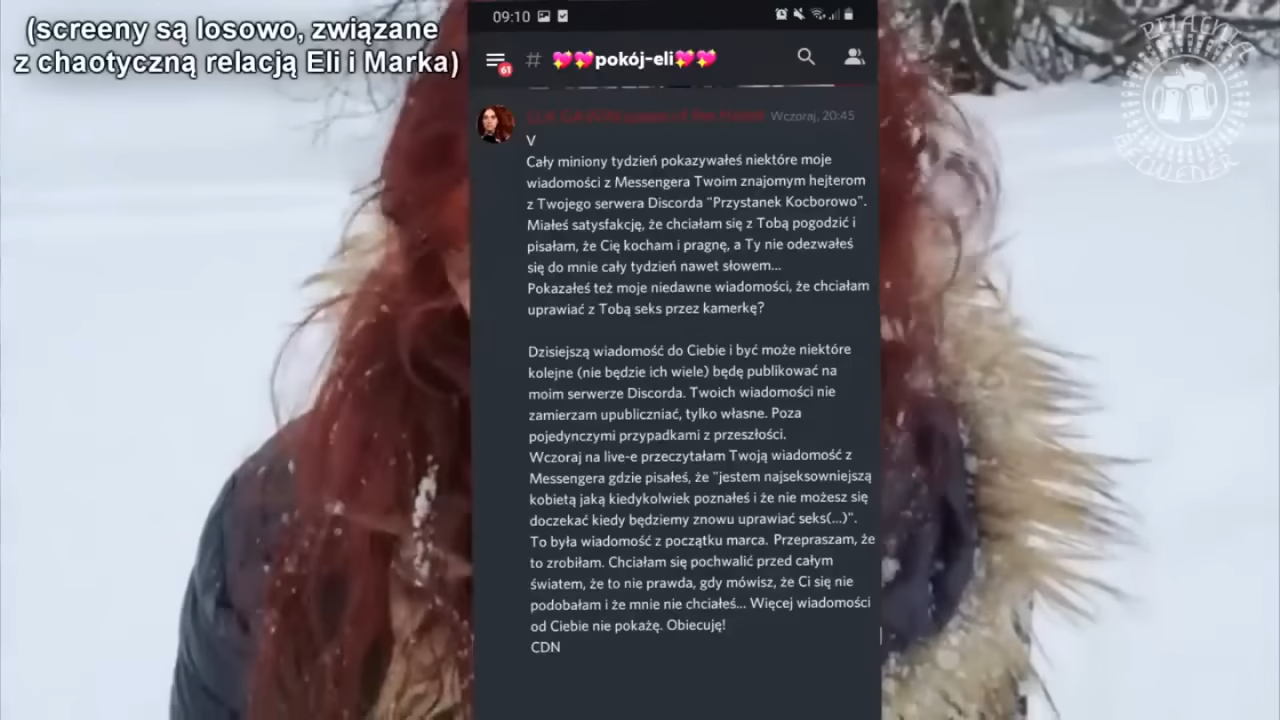 (screeny są losowo, związane
z chaotyczną relacją Eli i Marka)
09:10
61
# 💖💖pokój-eli💖💖
Wczoraj, 20:45
V
Cały miniony tydzień pokazywałeś niektóre moje
wiadomości z Messengera Twoim znajomym hejterom
z Twojego serwera Discorda "Przystanek Kocborowo".
Miałeś satysfakcję, że chciałam się z Tobą pogodzić i
pisałam, że Cię kocham i pragnę, a Ty nie odezwałeś
się do mnie cały tydzień nawet słowem...
Pokazałeś też moje niedawne wiadomości, że chciałam
uprawiać z Tobą seks przez kamerkę?
Dzisiejszą wiadomość do Ciebie i być może niektóre
kolejne (nie będzie ich wiele) będę publikować na
moim serwerze Discorda. Twoich wiadomości nie
zamierzam upubliczniać, tylko własne. Poza
pojedynczymi przypadkami z przeszłości.
Wczoraj na live-e przeczytałam Twoją wiadomość z
Messengera gdzie pisałeś, że "jestem najseksowniejszą
kobietą jaką kiedykolwiek poznałeś i że nie możesz się
doczekać kiedy będziemy znowu uprawiać seks(...)".
To była wiadomość z początku marca. Przepraszam, że
to zrobiłam. Chciałam się pochwalić przed całym
światem, że to nie prawda, gdy mówisz, że Ci się nie
podobałam i że mnie nie chciałeś... Więcej wiadomości
od Ciebie nie pokażę. Obiecuję!
CDN